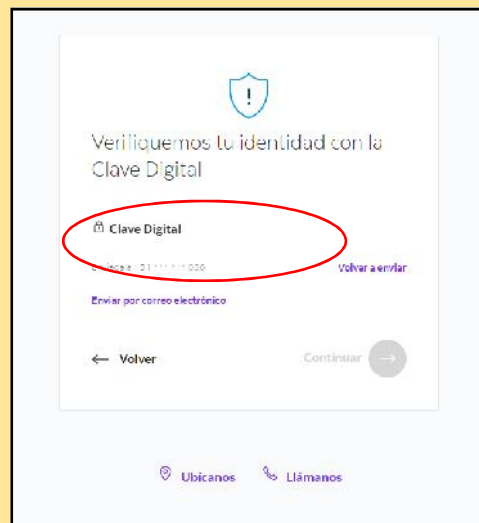 Verifiquemos tu identidad con la
Clave Digital
Clave Digital
Volver a enviar
Enviar por correo electrónico
← Volver
Continuar →
Ubícanos Llámanos